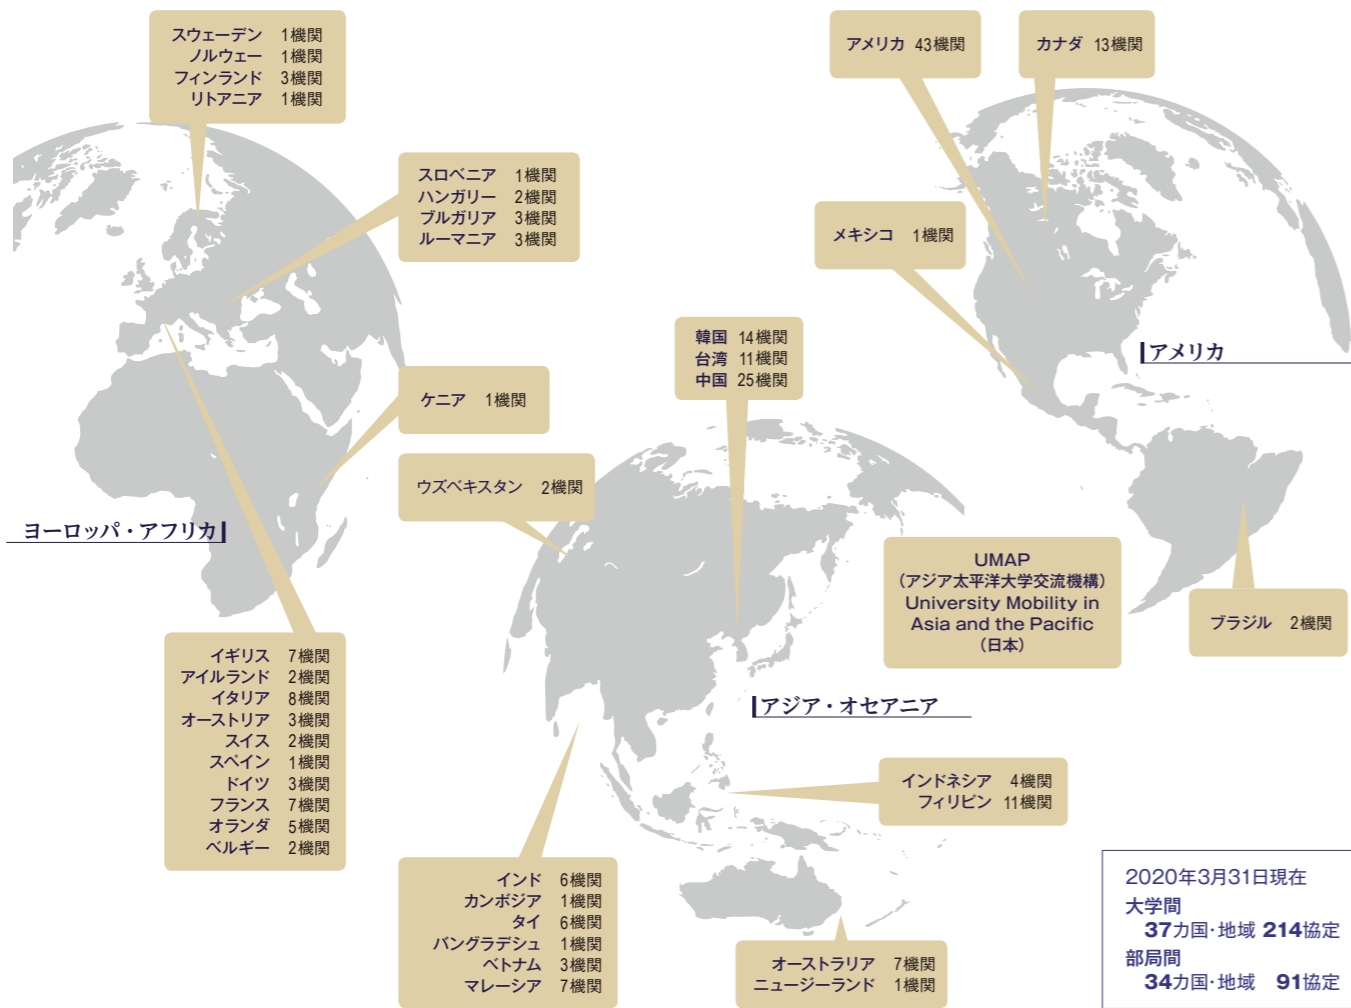 スウェーデン 1機関
ノルウェー 1機関
フィンランド 3機関
リトアニア 1機関
スロベニア 1機関
ハンガリー 2機関
ブルガリア 3機関
ルーマニア 3機関
ケニア 1機関
ヨーロッパ・アフリカ
イギリス 7機関
アイルランド 2機関
イタリア 8機関
オーストリア 3機関
スイス 2機関
スペイン 1機関
ドイツ 3機関
フランス 7機関
オランダ 5機関
ベルギー 2機関
韓国 14機関
台湾 11機関
中国 25機関
ウズベキスタン 2機関
UMAP
（アジア太平洋大学交流機構）
University Mobility in
Asia and the Pacific
（日本）
アジア・オセアニア
インドネシア 4機関
フィリピン 11機関
インド 6機関
カンボジア 1機関
タイ 6機関
バングラデシュ 1機関
ベトナム 3機関
マレーシア 7機関
オーストラリア 7機関
ニュージーランド 1機関
アメリカ 43機関
カナダ 13機関
メキシコ 1機関
アメリカ
ブラジル 2機関
2020年3月31日現在
大学間
37カ国・地域 214協定
部局間
34カ国・地域 91協定